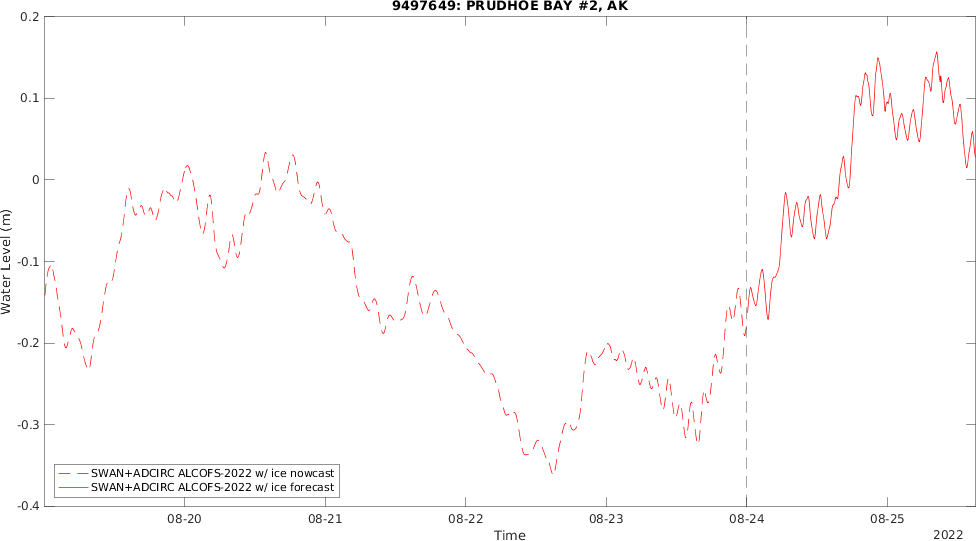 9497649: PRUDHOE BAY #2, AK
0.2
0.1
0
-0.1
-0.2
-0.3
-0.4
Water Level (m)
SWAN+ADCIRC ALCOFS-2022 w/ ice nowcast
SWAN+ADCIRC ALCOFS-2022 w/ ice forecast
08-20 08-21 08-22 08-23 08-24 08-25
Time
2022